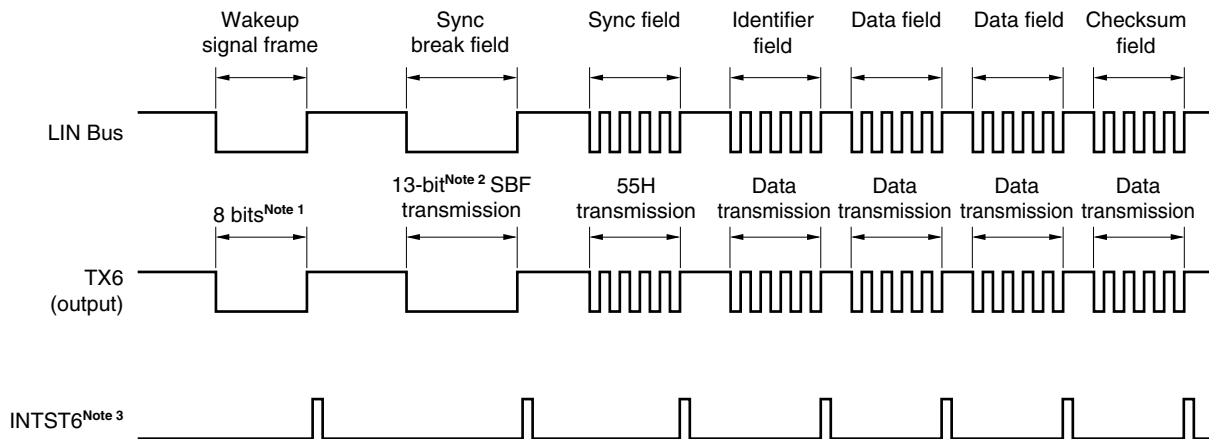 Wakeup
signal frame
Sync
break field
Sync field
Identifier
field
Data field
Data field
Checksum
field
LIN Bus
8 bitsNote 1
13-bitNote 2 SBF
transmission
55H
transmission
Data
transmission
Data
transmission
Data
transmission
Data
transmission
TX6
(output)
INTST6Note 3